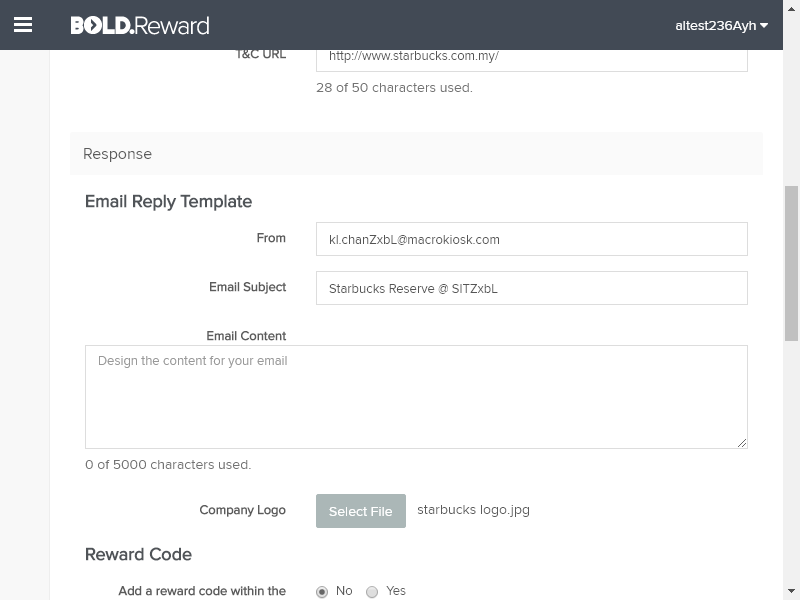 BOLD.Reward
altest236Ayh
T&C URL
http://www.starbucks.com.my/
28 of 50 characters used.
Response
Email Reply Template
From
kl.chanZxbL@macrokiosk.com
Email Subject
Starbucks Reserve @ SITZxbL
Email Content
Design the content for your email
0 of 5000 characters used.
Company Logo
Select File
starbucks logo.jpg
Reward Code
Add a reward code within the
No
Yes